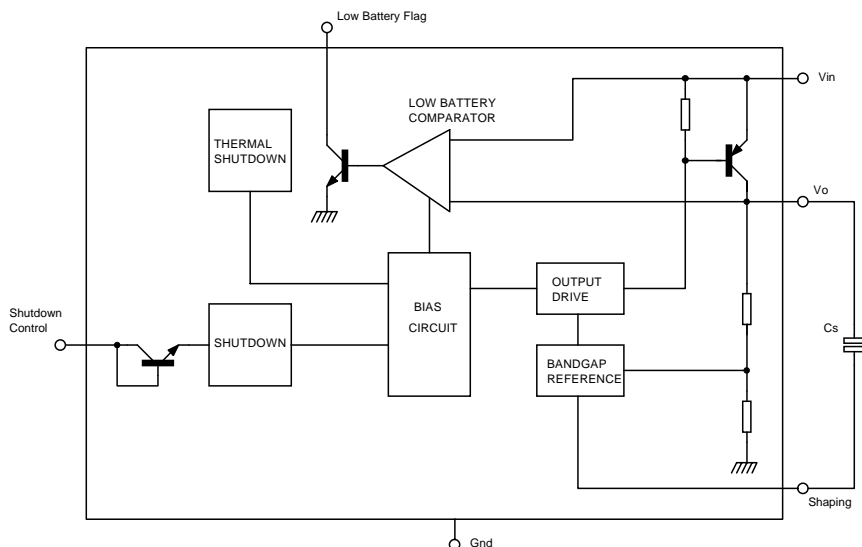 Low Battery Flag
Vin
LOW BATTERY
COMPARATOR
THERMAL
SHUTDOWN
Vo
Shutdown
Control
SHUTDOWN
BIAS
CIRCUIT
OUTPUT
DRIVE
BANDGAP
REFERENCE
Cs
Shaping
Gnd